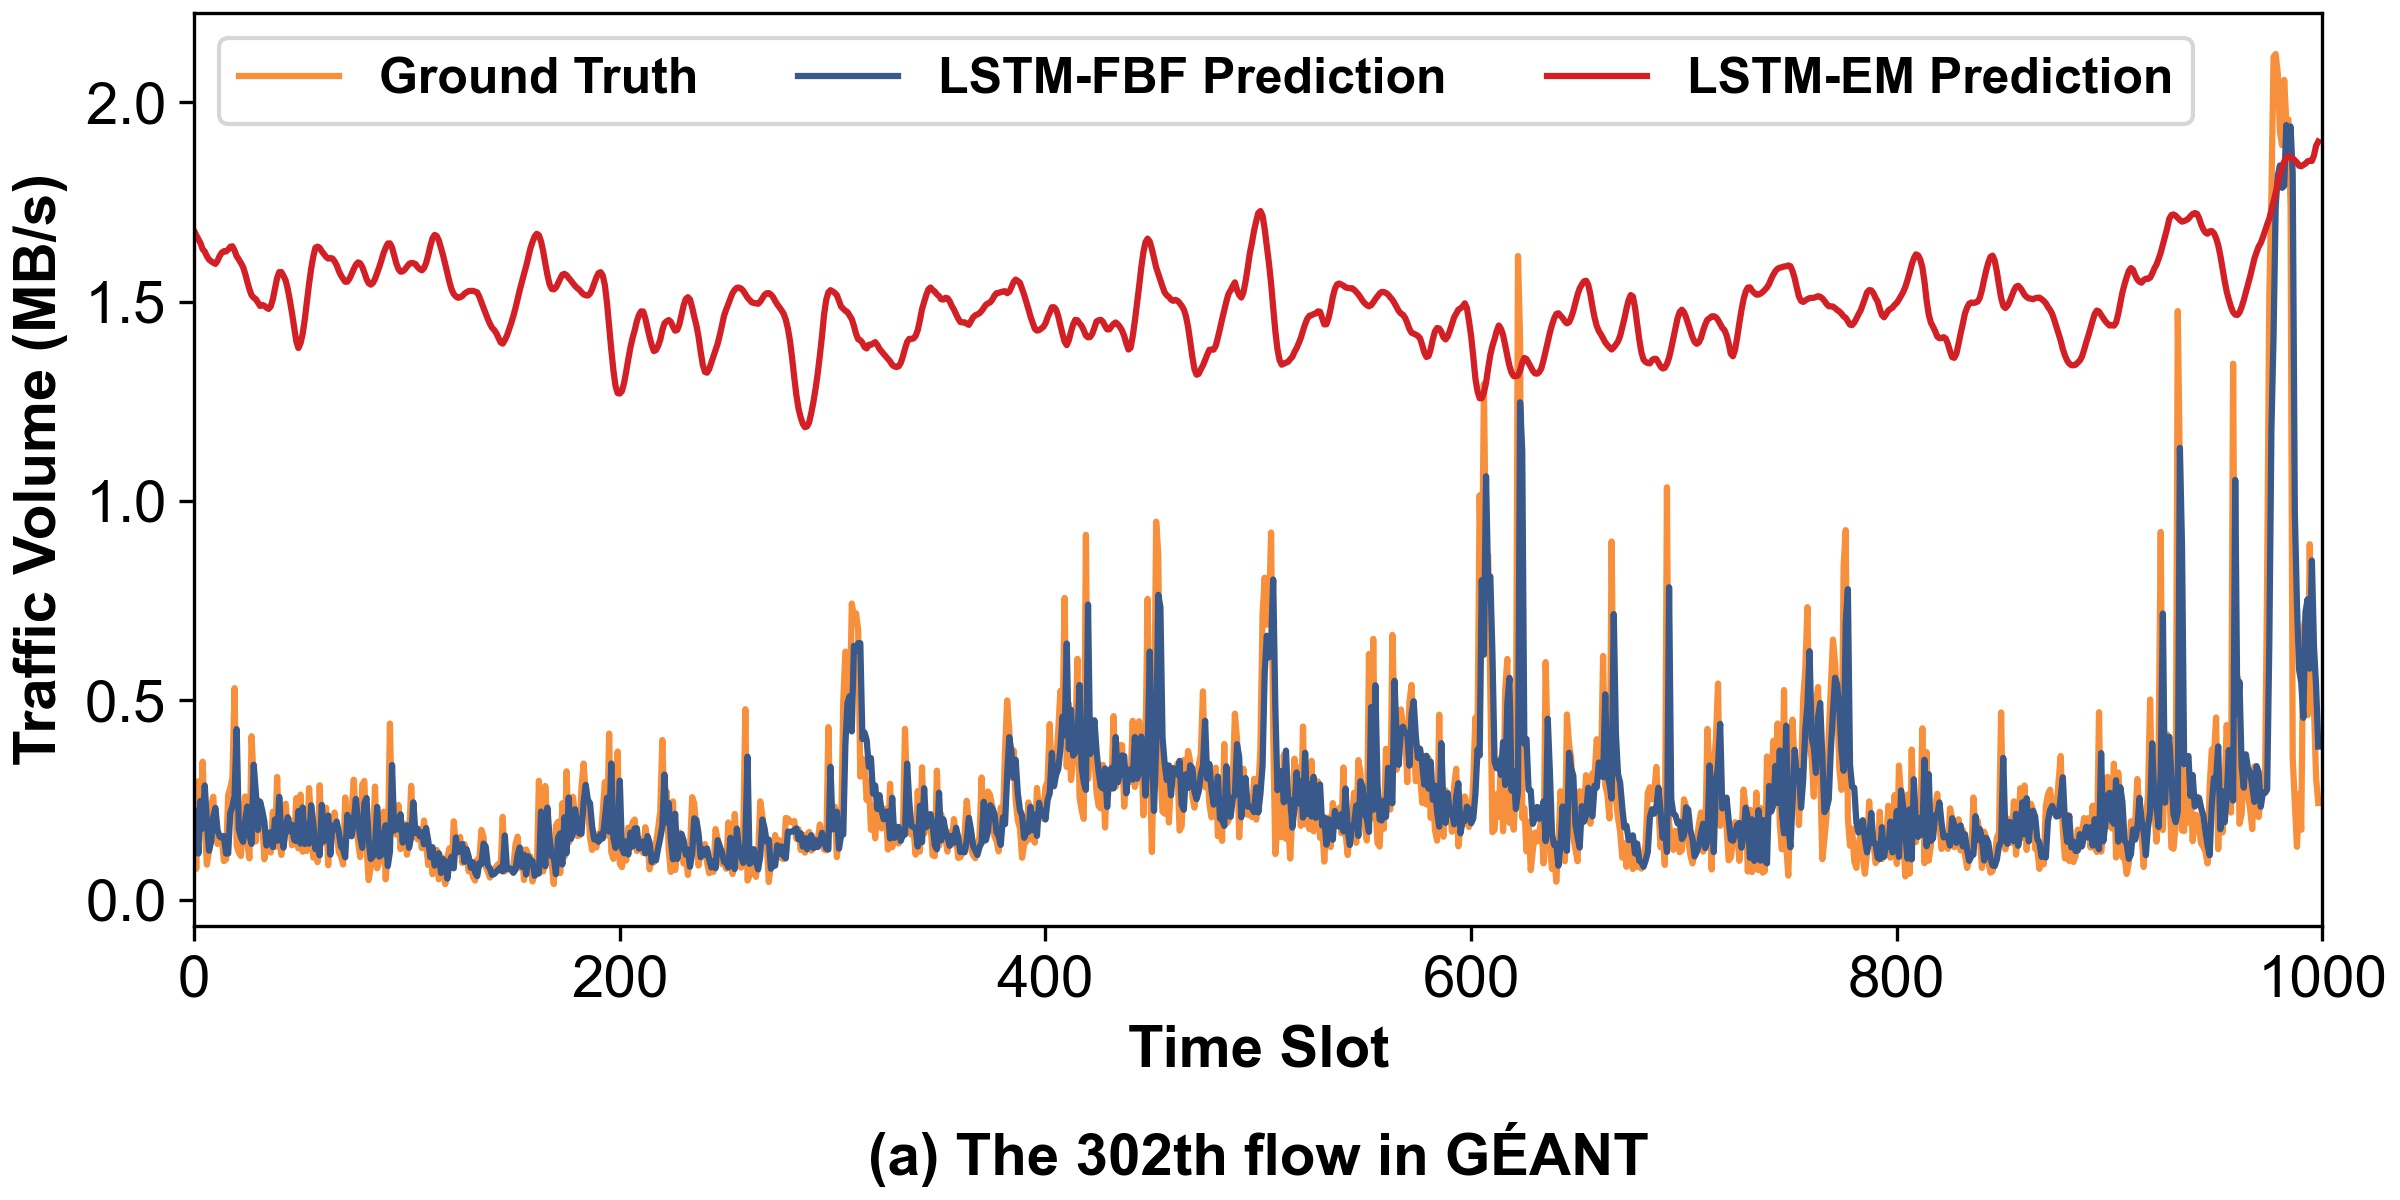 Ground Truth LSTM-FBF Prediction LSTM-EM Prediction
Traffic Volume (MB/s)
2.0
1.5
1.0
0.5
0.0
0 200 400 600 800 1000
Time Slot
(a) The 302th flow in GÉANT